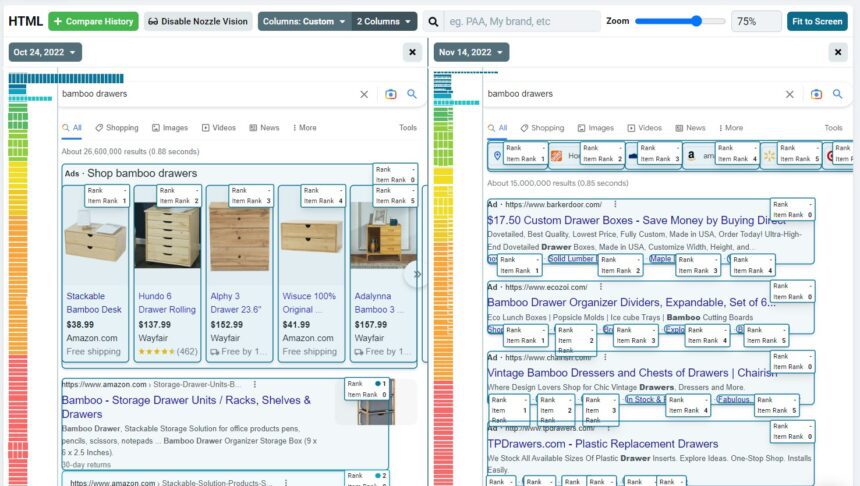 HTML
+ Compare History
Disable Nozzle Vision
Columns: Custom
2 Columns
eg. PAA, My brand, etc
Zoom
75%
Fit to Screen
Oct 24, 2022
bamboo drawers
All
Shopping
Images
Videos
News
More
Tools
About 26,600,000 results (0.88 seconds)
Ads · Shop bamboo drawers
Rank -
Item Rank 0
Rank -
Item Rank 1
Rank -
Item Rank 2
Rank -
Item Rank 3
Rank -
Item Rank 4
Rank -
Item Rank 5
Stackable
Bamboo Desk
$38.99
Amazon.com
Free shipping
Hundo 6
Drawer Rolling
$137.99
Wayfair
(462)
Alphy 3
Drawer 23.6"
$152.99
Wayfair
Free by 1...
Wisuce 100%
Original ...
$41.99
Amazon.com
Free shipping
Adalynna
Bamboo 3 ...
$157.99
Wayfair
Free by 1...
https://www.amazon.com › Storage-Drawer-Units-B...
Rank 1
Item Rank 0
Bamboo - Storage Drawer Units / Racks, Shelves &
Drawers
Bamboo Drawer, Stackable Storage Solution for office products pens,
pencils, scissors, notepads ... Bamboo Drawer Organizer Storage Box (9 x
6 x 2.5 Inches).
30-day returns
https://www.amazon.com › Stackable-Solution-Products-S...
Rank 2
Nov 14, 2022
bamboo drawers
All
Shopping
Images
Videos
News
More
Tools
Rank -
Item Rank 1
Rank -
Item Rank 2
Rank -
Item Rank 3
Rank -
Item Rank 4
Rank -
Item Rank 5
About 15,000,000 results (0.85 seconds)
Ad · https://www.barkerdoor.com/
Rank -
Item Rank 0
$17.50 Custom Drawer Boxes - Save Money by Buying Direct
Dovetailed, Best Quality, Lowest Price, Fully Custom, Made in USA, Order Today! Ultra-High-
End Dovetailed Drawer Boxes, Made in USA, Customize Width, Height, and...
Solid Lumber
Maple
Rank -
Item Rank 1
Rank -
Item Rank 2
Rank -
Item Rank 3
Rank -
Item Rank 4
Ad · https://www.ecozoi.com/
Rank -
Item Rank 0
Bamboo Drawer Organizer Dividers, Expandable, Set of 6...
Eco Lunch Boxes | Popsicle Molds | Ice cube Trays | Bamboo Cutting Boards
Rank -
Item Rank 1
Rank -
Item 2
Rank
Rank -
Item Rank 3
Rank -
Item Rank 4
Rank -
Item Rank 5
Ad · https://www.chairish.com/
Rank -
Item Rank 0
Vintage Bamboo Dressers and Chests of Drawers | Chairish
Where Design Lovers Shop for Chic Vintage Drawers, Dressers and More.
In Stock &
Fabulous
Rank -
Item 1
Rank
Rank -
Item 2
Rank
Rank -
Item 3
Rank
Rank -
Item Rank 4
Rank -
Item Rank 5
Ad · http://www.tpdrawers.com/
Rank -
Item Rank 0
TPDrawers.com - Plastic Replacement Drawers
We Stock All Available Sizes Of Plastic Drawer Inserts. Explore Ideas. One-Stop Shop. Installs
Easily.
Rank -
Rank -
Rank -
Rank -
Rank -